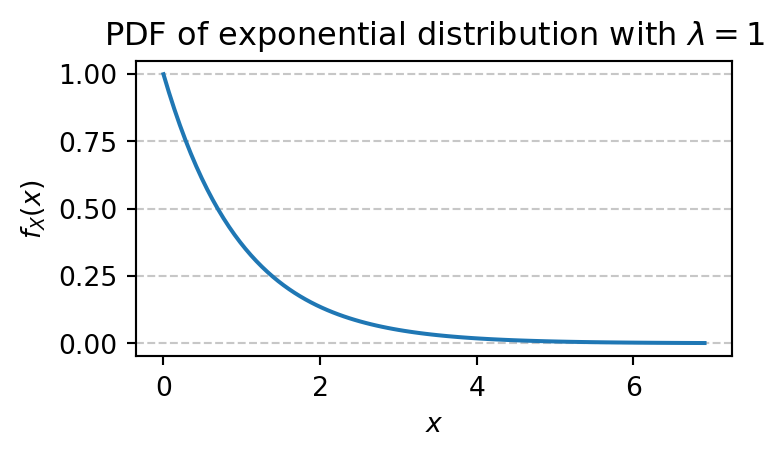 PDF of exponential distribution with λ = 1
1.00
0.75
0.50
0.25
0.00
f_X(x)
0 2 4 6
x